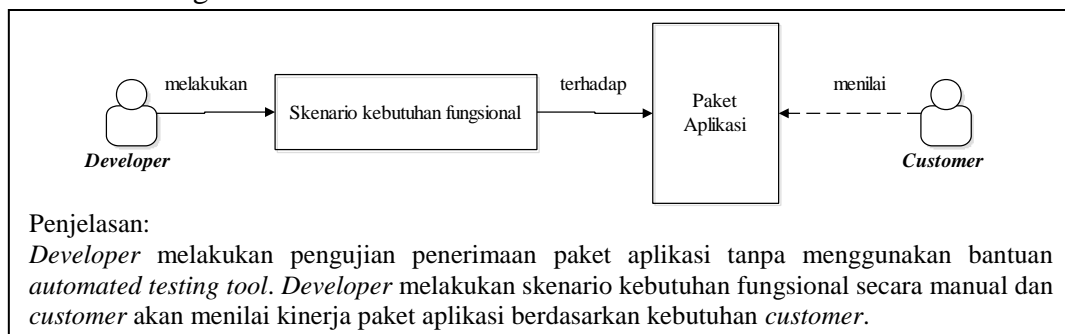 melakukan
terhadap
menilai
Skenario kebutuhan fungsional
Paket
Aplikasi
Developer
Customer
Penjelasan:
Developer melakukan pengujian penerimaan paket aplikasi tanpa menggunakan bantuan
automated testing tool. Developer melakukan skenario kebutuhan fungsional secara manual dan
customer akan menilai kinerja paket aplikasi berdasarkan kebutuhan customer.